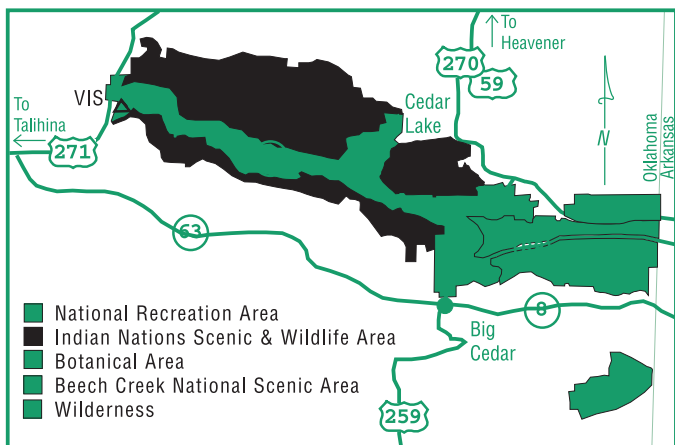 To
Heavener
270
59
VIS
Cedar
Lake
To
Talihina
271
N
Oklahoma
Arkansas
63
National Recreation Area
Indian Nations Scenic & Wildlife Area
Botanical Area
Beech Creek National Scenic Area
Wilderness
8
Big
Cedar
259